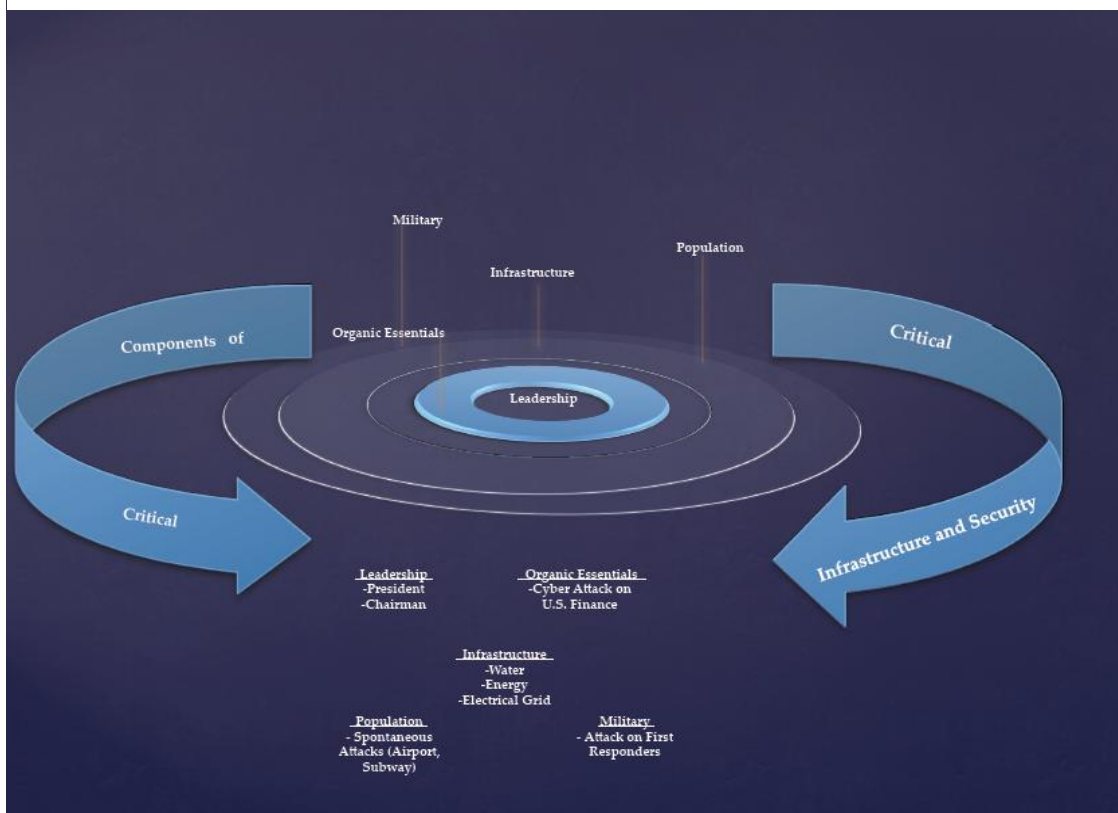 Military
Population
Infrastructure
Organic Essentials
Leadership
Components of
Critical
Critical
Infrastructure and Security
Leadership
-President
-Chairman
Organic Essentials
-Cyber Attack on
U.S. Finance
Infrastructure
-Water
-Energy
-Electrical Grid
Population
- Spontaneous
Attacks (Airport,
Subway)
Military
- Attack on First
Responders